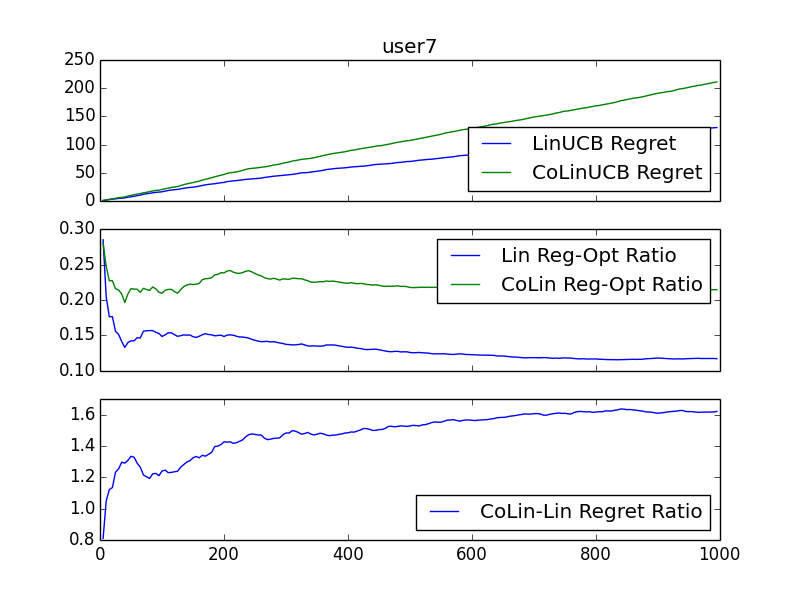 user7
250
200
150
100
50
0
LinUCB Regret
CoLinUCB Regret
0.30
0.25
0.20
0.15
0.10
Lin Reg-Opt Ratio
CoLin Reg-Opt Ratio
1.6
1.4
1.2
1.0
0.8
CoLin-Lin Regret Ratio
0 200 400 600 800 1000